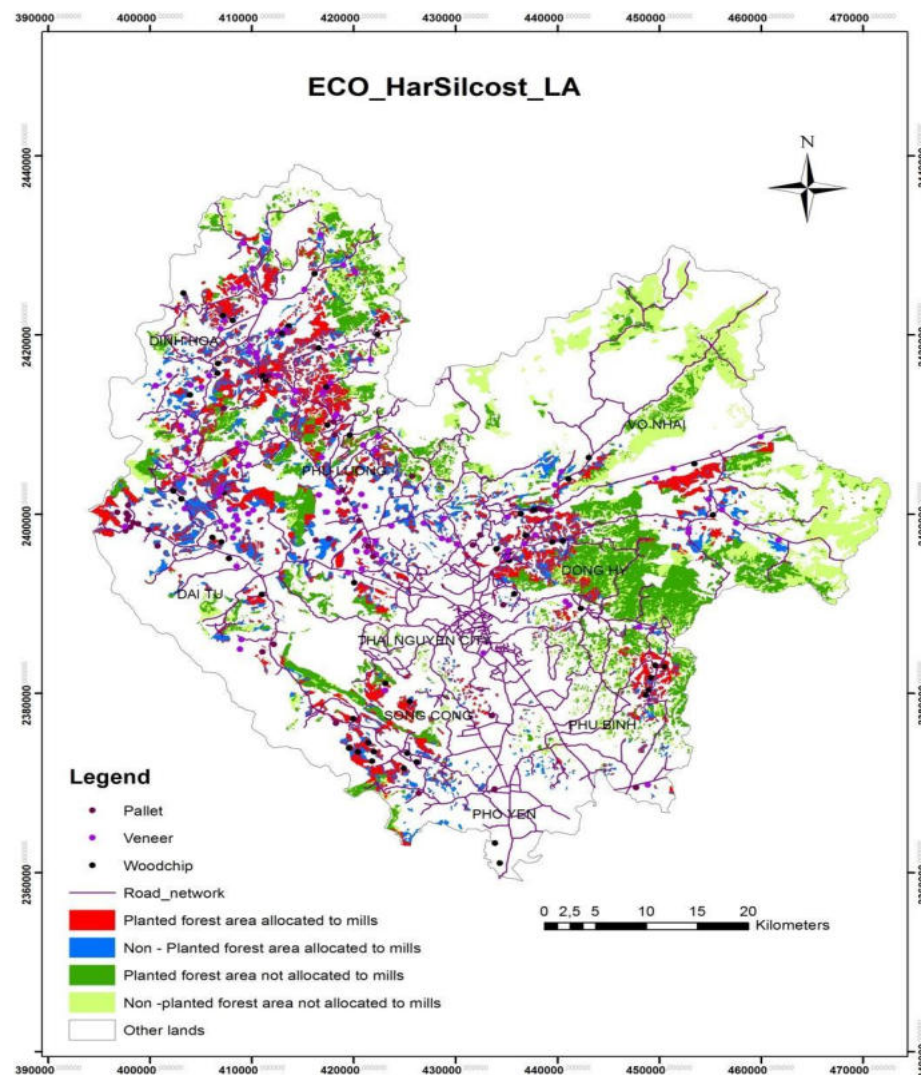 390000 400000 410000 420000 430000 440000 450000 460000 470000
ECO_HarSilcost_LA
N
2440000
2420000
2400000
2380000
2360000
DINH HOA
VO NHAI
PHU LUONG
DONG HY
DAI TU
THAI NGUYEN CITY
SONG CONG
PHU BINH
PHO YEN
Legend
Pallet
Veneer
Woodchip
Road_network
Planted forest area allocated to mills
Non - Planted forest area allocated to mills
Planted forest area not allocated to mills
Non -planted forest area not allocated to mills
Other lands
0 2,5 5 10 15 20
Kilometers
390000 400000 410000 420000 430000 440000 450000 460000 470000